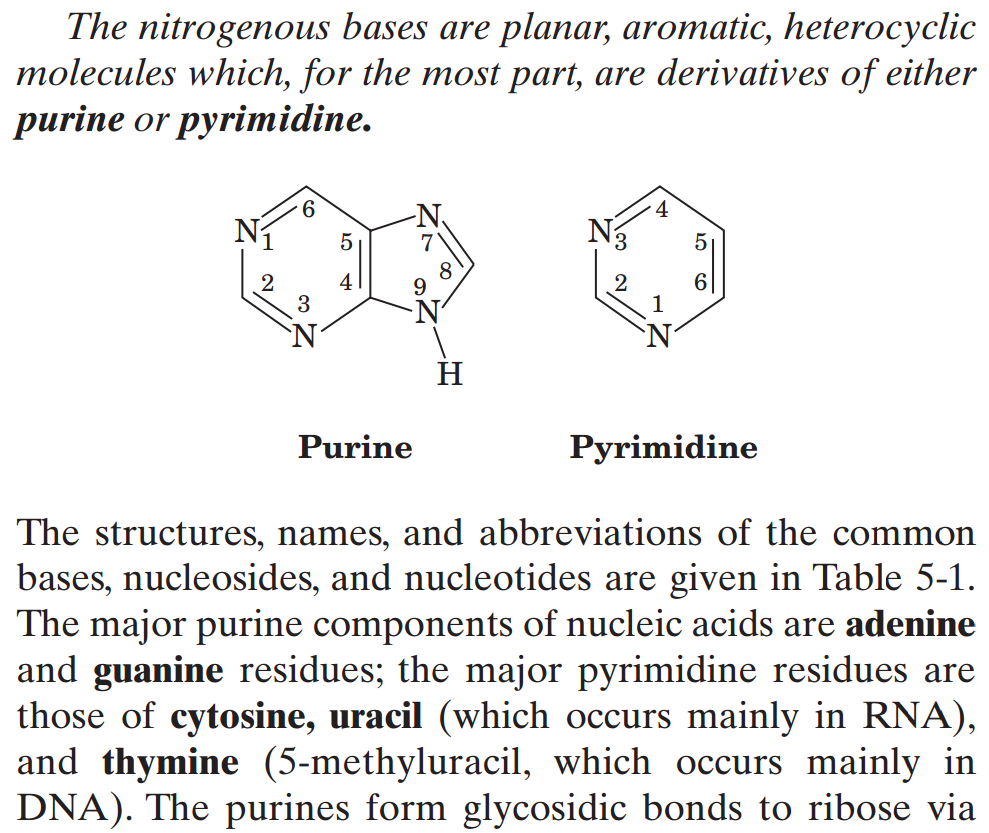 The nitrogenous bases are planar, aromatic, heterocyclic
molecules which, for the most part, are derivatives of either
purine or pyrimidine.
6
N
1
5
N
7
2
4
8
3
9
N
N
H
4
N
3
5
2
6
1
N
Purine
Pyrimidine
The structures, names, and abbreviations of the common
bases, nucleosides, and nucleotides are given in Table 5-1.
The major purine components of nucleic acids are adenine
and guanine residues; the major pyrimidine residues are
those of cytosine, uracil (which occurs mainly in RNA),
and thymine (5-methyluracil, which occurs mainly in
DNA). The purines form glycosidic bonds to ribose via